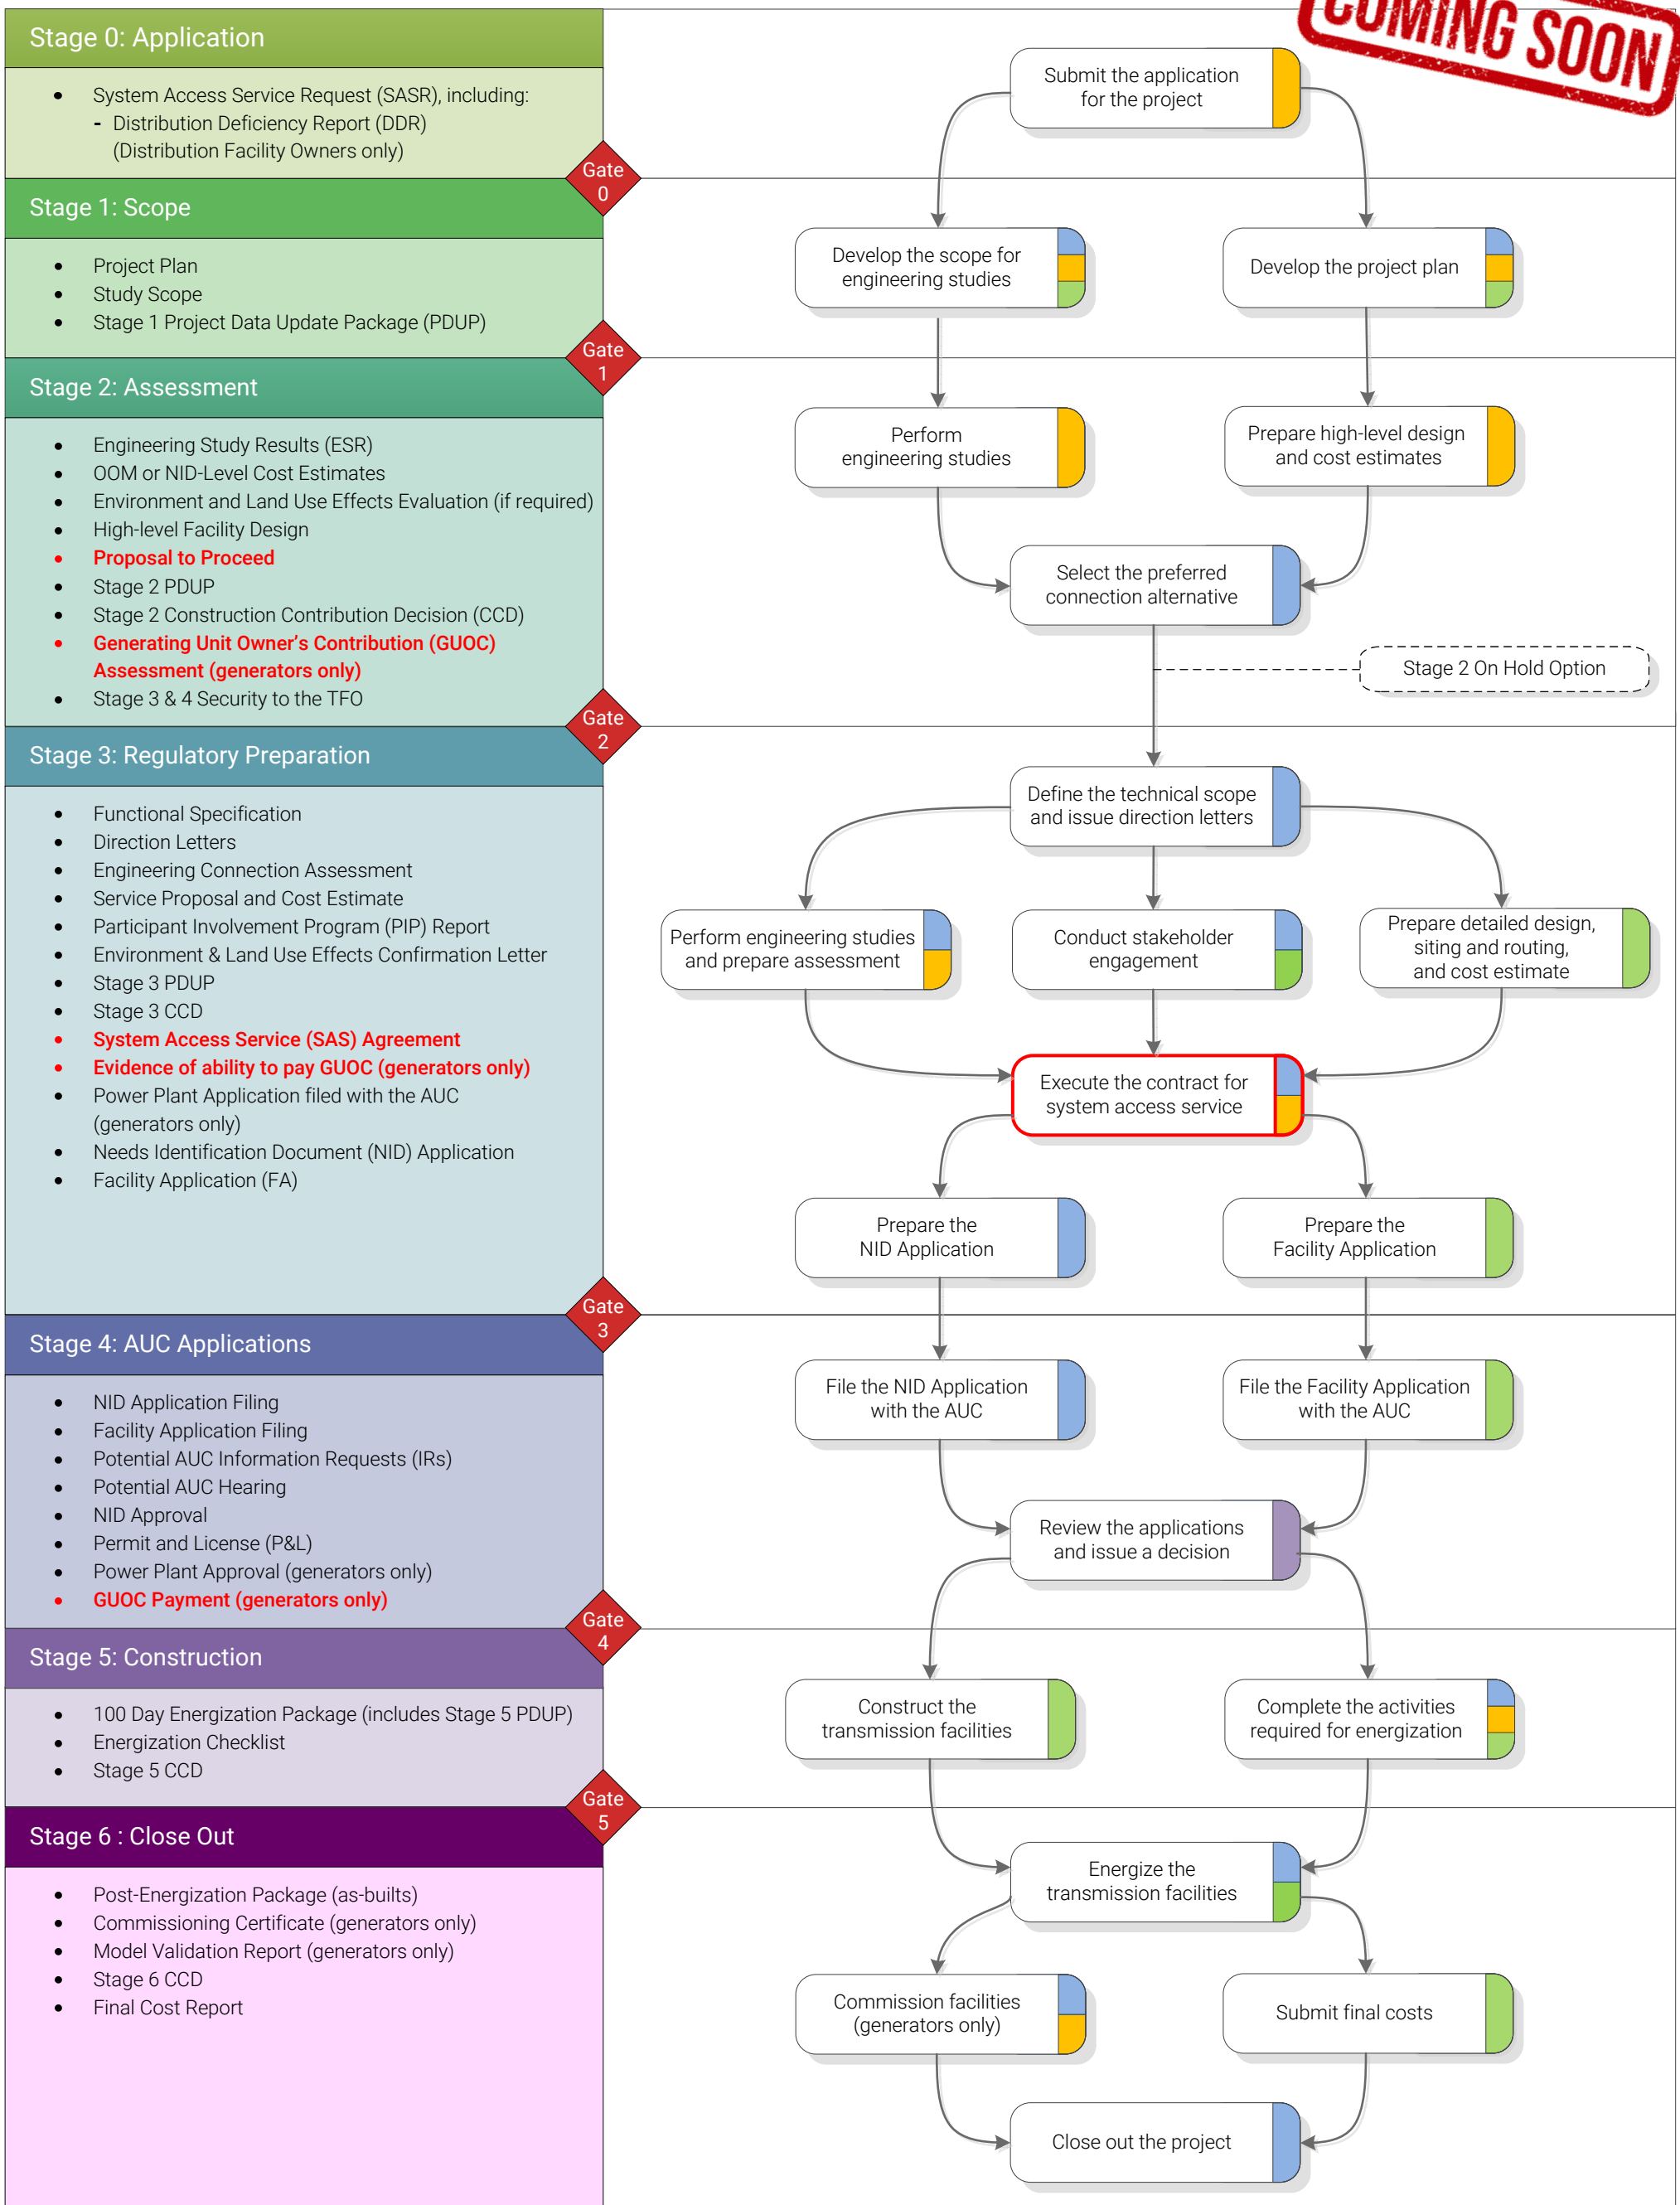 COMING SOON
Stage 0: Application
• System Access Service Request (SASR), including:
- Distribution Deficiency Report (DDR)
(Distribution Facility Owners only)
Submit the application
for the project
Gate
0
Stage 1: Scope
• Project Plan
• Study Scope
• Stage 1 Project Data Update Package (PDUP)
Develop the scope for
engineering studies
Develop the project plan
Gate
1
Stage 2: Assessment
• Engineering Study Results (ESR)
• OOM or NID-Level Cost Estimates
• Environment and Land Use Effects Evaluation (if required)
• High-level Facility Design
• Proposal to Proceed
• Stage 2 PDUP
• Stage 2 Construction Contribution Decision (CCD)
• Generating Unit Owner’s Contribution (GUOC)
Assessment (generators only)
• Stage 3 & 4 Security to the TFO
Perform
engineering studies
Prepare high-level design
and cost estimates
Select the preferred
connection alternative
Stage 2 On Hold Option
Gate
2
Stage 3: Regulatory Preparation
• Functional Specification
• Direction Letters
• Engineering Connection Assessment
• Service Proposal and Cost Estimate
• Participant Involvement Program (PIP) Report
• Environment & Land Use Effects Confirmation Letter
• Stage 3 PDUP
• Stage 3 CCD
• System Access Service (SAS) Agreement
• Evidence of ability to pay GUOC (generators only)
• Power Plant Application filed with the AUC
(generators only)
• Needs Identification Document (NID) Application
• Facility Application (FA)
Define the technical scope
and issue direction letters
Perform engineering studies
and prepare assessment
Conduct stakeholder
engagement
Prepare detailed design,
siting and routing,
and cost estimate
Execute the contract for
system access service
Prepare the
NID Application
Prepare the
Facility Application
Gate
3
Stage 4: AUC Applications
• NID Application Filing
• Facility Application Filing
• Potential AUC Information Requests (IRs)
• Potential AUC Hearing
• NID Approval
• Permit and License (P&L)
• Power Plant Approval (generators only)
• GUOC Payment (generators only)
File the NID Application
with the AUC
File the Facility Application
with the AUC
Review the applications
and issue a decision
Gate
4
Stage 5: Construction
• 100 Day Energization Package (includes Stage 5 PDUP)
• Energization Checklist
• Stage 5 CCD
Construct the
transmission facilities
Complete the activities
required for energization
Gate
5
Stage 6 : Close Out
• Post-Energization Package (as-builts)
• Commissioning Certificate (generators only)
• Model Validation Report (generators only)
• Stage 6 CCD
• Final Cost Report
Energize the
transmission facilities
Commission facilities
(generators only)
Submit final costs
Close out the project